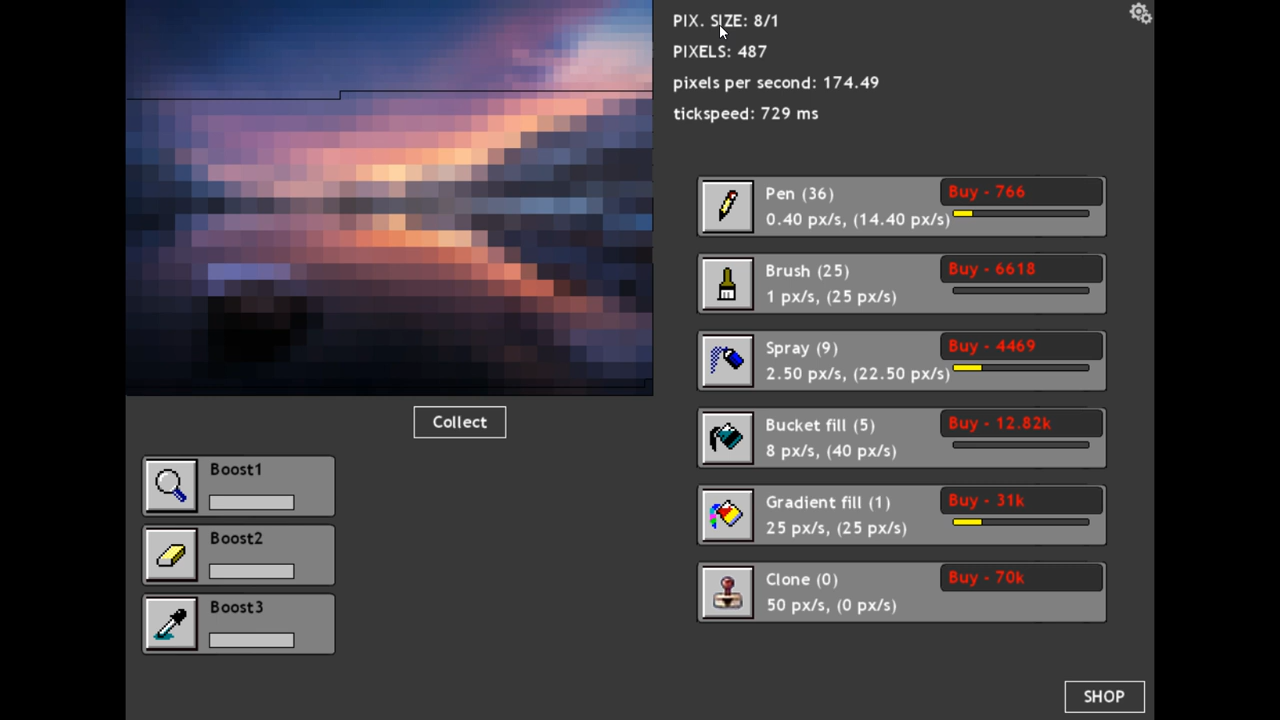 PIX. SIZE: 8/1
PIXELS: 487
pixels per second: 174.49
tickspeed: 729 ms
Pen (36)
Buy - 766
0.40 px/s, (14.40 px/s)
Brush (25)
Buy - 6618
1 px/s, (25 px/s)
Spray (9)
Buy - 4469
2.50 px/s, (22.50 px/s)
Bucket fill (5)
Buy - 12.82k
8 px/s, (40 px/s)
Gradient fill (1)
Buy - 31k
25 px/s, (25 px/s)
Clone (0)
Buy - 70k
50 px/s, (0 px/s)
Collect
Boost1
Boost2
Boost3
SHOP